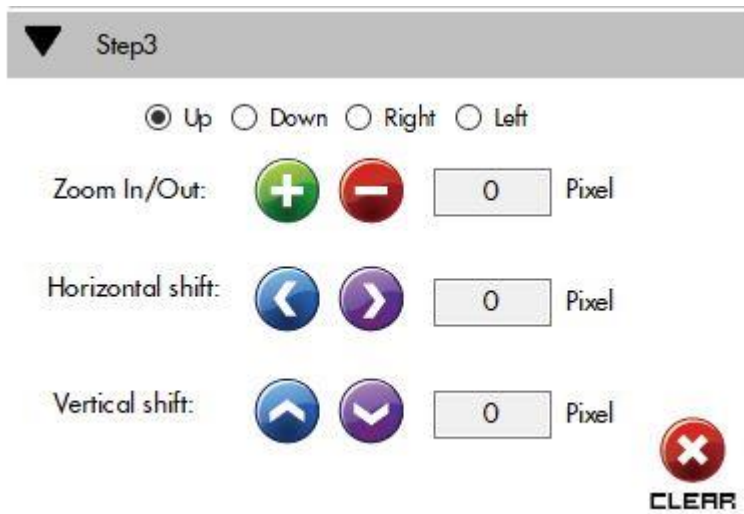 Step3
Up Down Right Left
Zoom In/Out: 0 Pixel
Horizontal shift: 0 Pixel
Vertical shift: 0 Pixel
CLEAR